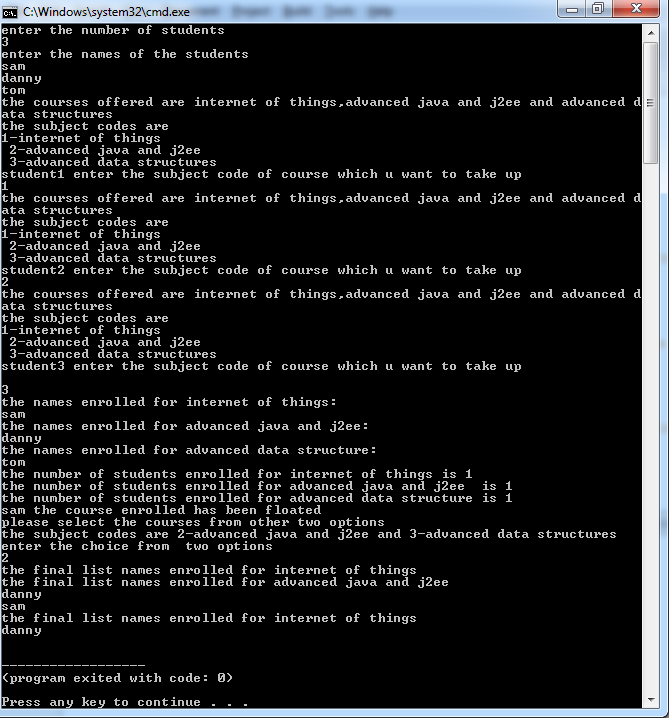 C:\Windows\system32\cmd.exe
enter the number of students
3
enter the names of the students
sam
danny
tom
the courses offered are internet of things,advanced java and j2ee and advanced d
ata structures
the subject codes are
1-internet of things
 2-advanced java and j2ee
 3-advanced data structures
student1 enter the subject code of course which u want to take up
1
the courses offered are internet of things,advanced java and j2ee and advanced d
ata structures
the subject codes are
1-internet of things
 2-advanced java and j2ee
 3-advanced data structures
student2 enter the subject code of course which u want to take up
2
the courses offered are internet of things,advanced java and j2ee and advanced d
ata structures
the subject codes are
1-internet of things
 2-advanced java and j2ee
 3-advanced data structures
student3 enter the subject code of course which u want to take up
3
the names enrolled for internet of things:
sam
the names enrolled for advanced java and j2ee:
danny
the names enrolled for advanced data structure:
tom
the number of students enrolled for internet of things is 1
the number of students enrolled for advanced java and j2ee  is 1
the number of students enrolled for advanced data structure is 1
sam the course enrolled has been floated
please select the courses from other two options
the subject codes are 2-advanced java and j2ee and 3-advanced data structures
enter the choice from  two options
2
the final list names enrolled for internet of things
the final list names enrolled for advanced java and j2ee
danny
sam
the final list names enrolled for internet of things
danny
------------------
(program exited with code: 0)
Press any key to continue . . .